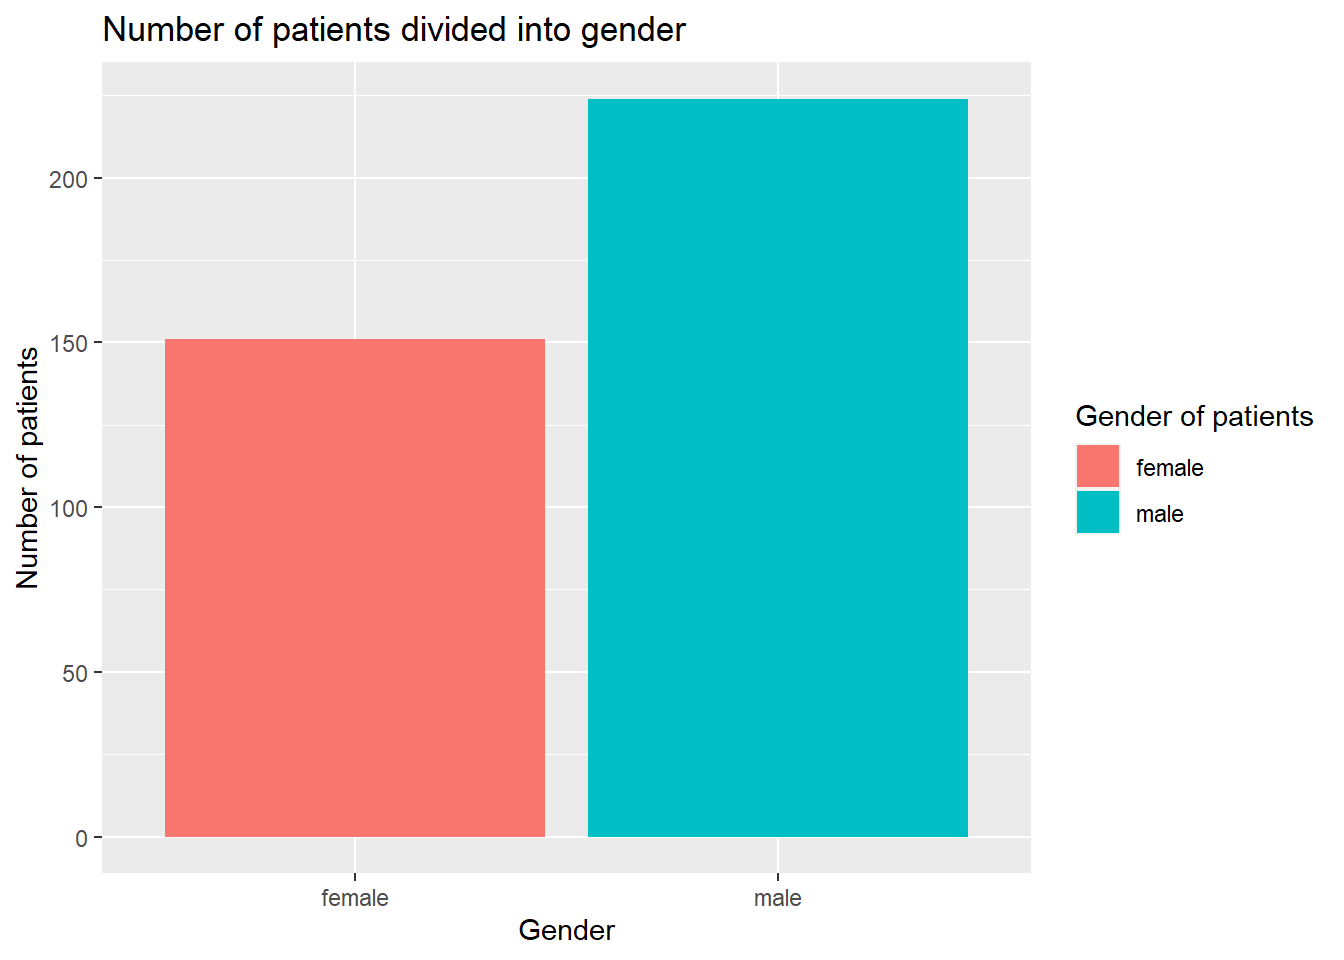 Number of patients divided into gender
Number of patients
200
150
100
50
0
female
male
Gender
Gender of patients
female
male